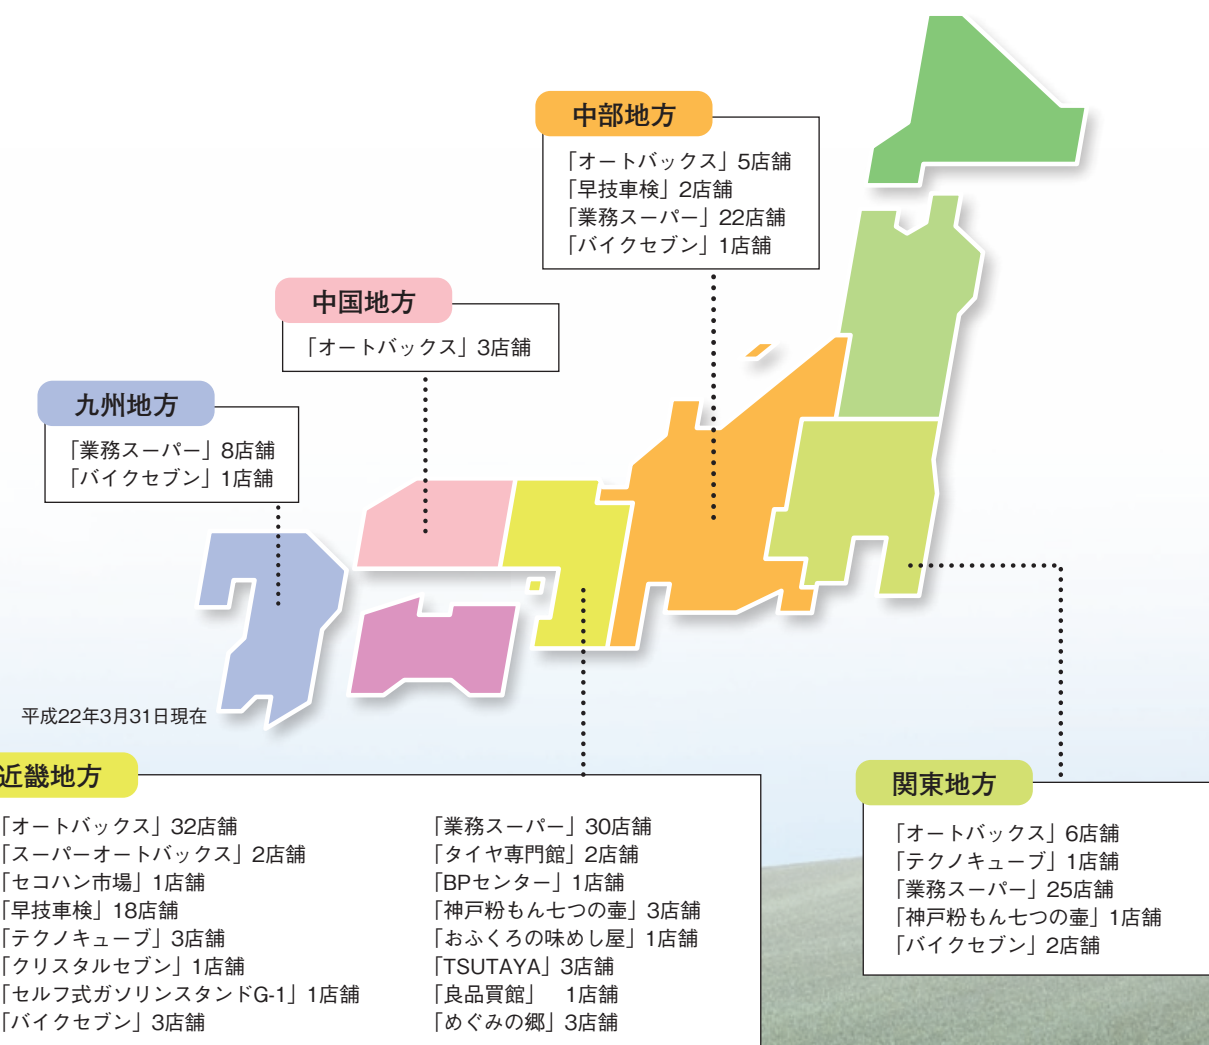 中部地方
「オートバックス」5店舗
「早技車検」2店舗
「業務スーパー」22店舗
「バイクセブン」1店舗
中国地方
「オートバックス」3店舗
九州地方
「業務スーパー」8店舗
「バイクセブン」1店舗
平成22年3月31日現在
近畿地方
「オートバックス」32店舗
「スーパーオートバックス」2店舗
「セコハン市場」1店舗
「早技車検」18店舗
「テクノキューブ」3店舗
「クリスタルセブン」1店舗
「セルフ式ガソリンスタンドG-1」1店舗
「バイクセブン」3店舗
「業務スーパー」30店舗
「タイヤ専門館」2店舗
「BPセンター」1店舗
「神戸粉もん七つの壷」3店舗
「おふくろの味めし屋」1店舗
「TSUTAYA」3店舗
「良品買館」　1店舗
「めぐみの郷」3店舗
関東地方
「オートバックス」6店舗
「テクノキューブ」1店舗
「業務スーパー」25店舗
「神戸粉もん七つの壷」1店舗
「バイクセブン」2店舗